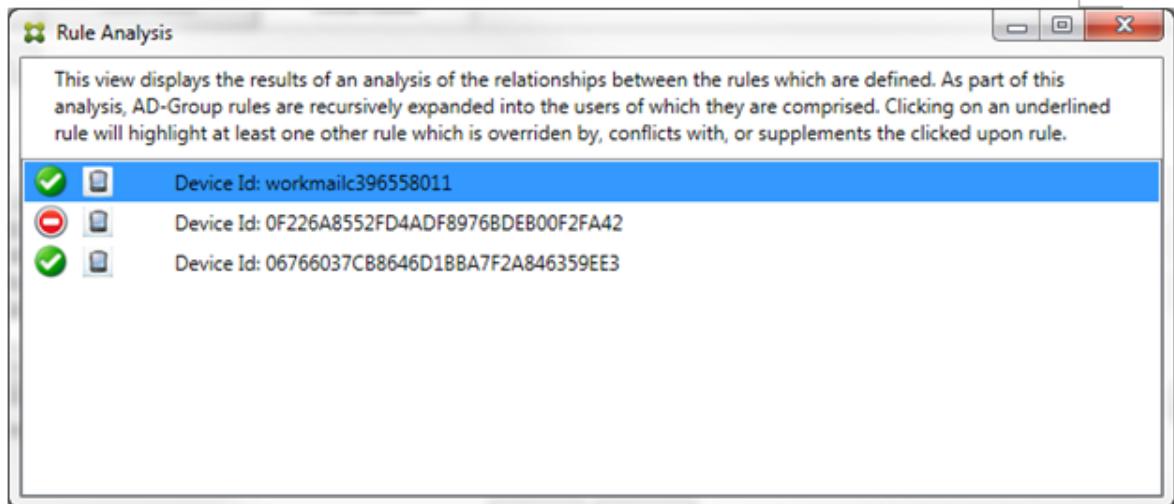 Rule Analysis
This view displays the results of an analysis of the relationships between the rules which are defined. As part of this
analysis, AD-Group rules are recursively expanded into the users of which they are comprised. Clicking on an underlined
rule will highlight at least one other rule which is overriden by, conflicts with, or supplements the clicked upon rule.
Device Id: workmailc396558011
Device Id: 0F226A8552FD4ADF8976BDEB00F2FA42
Device Id: 06766037CB8646D1BBA7F2A846359EE3